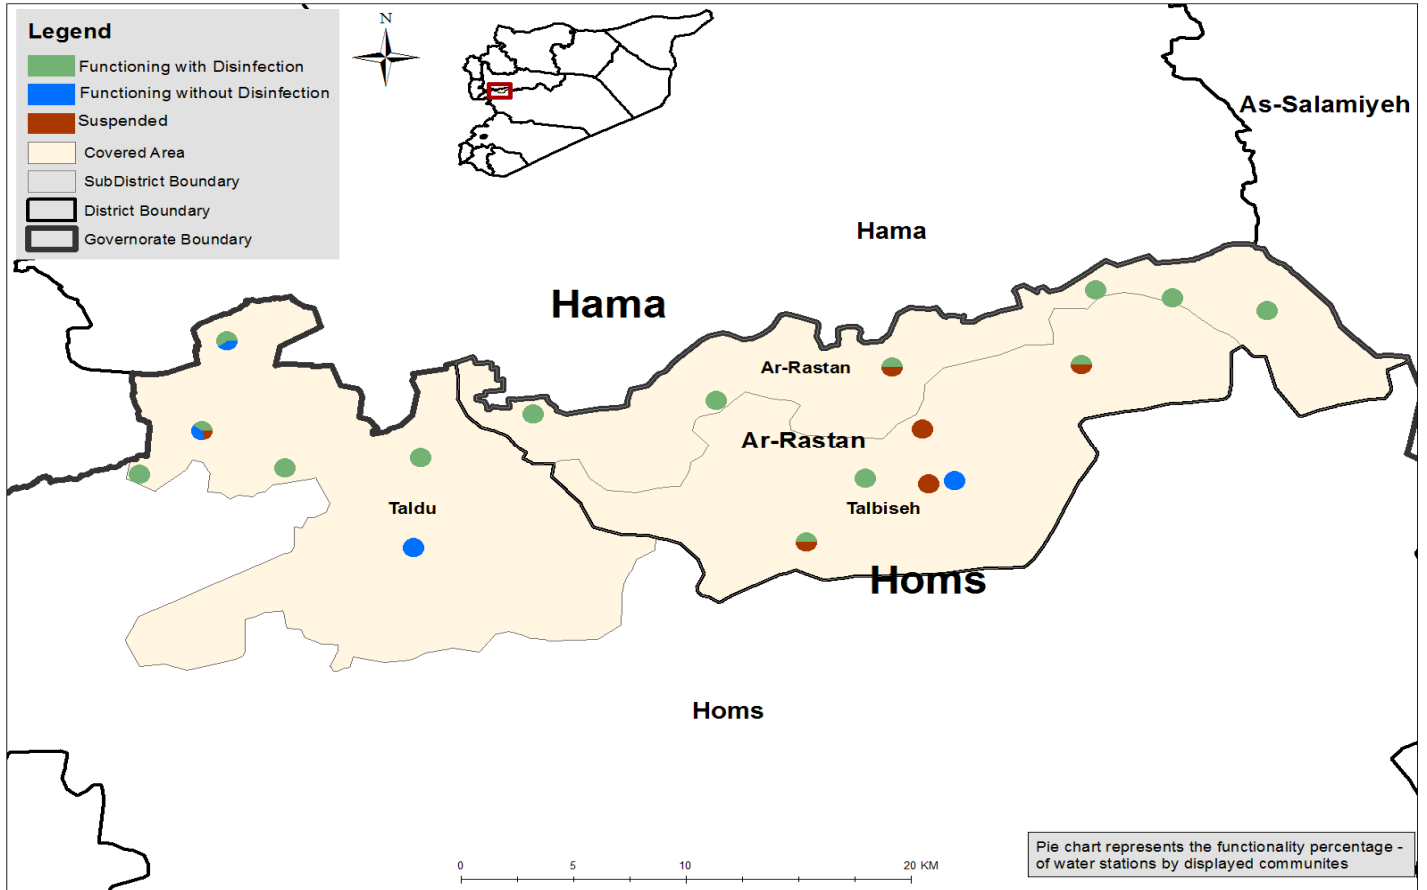 Legend
Functioning with Disinfection
Functioning without Disinfection
Suspended
Covered Area
SubDistrict Boundary
District Boundary
Governorate Boundary
N
As-Salamiyeh
Hama
Hama
Ar-Rastan
Ar-Rastan
Taldu
Talbiseh
Homs
Homs
Pie chart represents the functionality percentage -
of water stations by displayed communites
0 5 10 20 KM